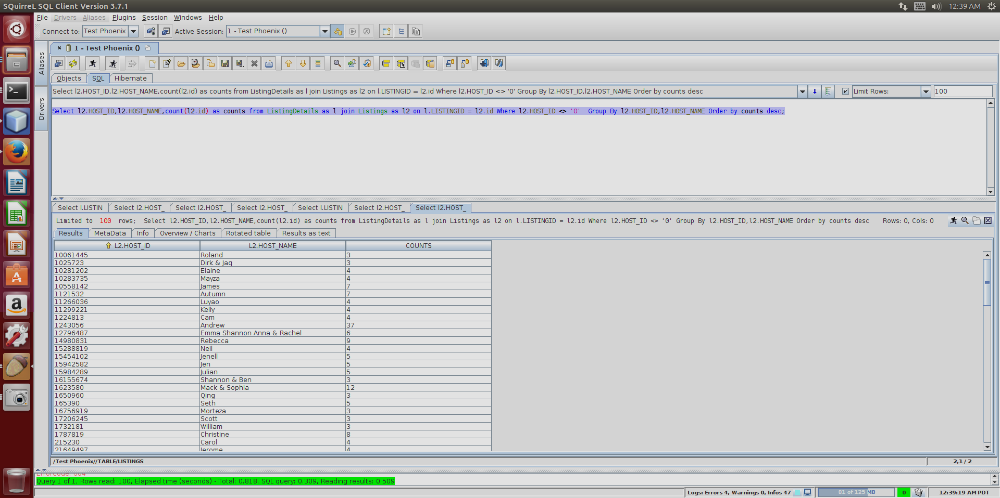 SQuirreL SQL Client Version 3.7.1
12:39 AM
File Drivers Aliases Plugins Session Windows Help
Connect to: Test Phoenix Active Session: 1 - Test Phoenix ()
Aliases
Drivers
1 - Test Phoenix ()
Objects SQL Hibernate
Select l2.HOST_ID,l2.HOST_NAME,count(l2.id) as counts from ListingDetails as l join Listings as l2 on l.LISTINGID = l2.id Where l2.HOST_ID <> '0' Group By l2.HOST_ID,l2.HOST_NAME Order by counts desc Limit Rows: 100
Select l2.HOST_ID,l2.HOST_NAME,count(l2.id) as counts from ListingDetails as l join Listings as l2 on l.LISTINGID = l2.id Where l2.HOST_ID <> '0' Group By l2.HOST_ID,l2.HOST_NAME Order by counts desc;
Select l.LISTIN Select l2.HOST_ Select l2.HOST_ Select l2.HOST_ Select l.LISTIN Select l2.HOST_ Select l2.HOST_
Limited to 100 rows; Select l2.HOST_ID,l2.HOST_NAME,count(l2.id) as counts from ListingDetails as l join Listings as l2 on l.LISTINGID = l2.id Where l2.HOST_ID <> '0' Group By l2.HOST_ID,l2.HOST_NAME Order by counts desc Rows: 0, Cols: 0
Results MetaData Info Overview / Charts Rotated table Results as text
L2.HOST_ID L2.HOST_NAME COUNTS
10061445 Roland 3
1025723 Dirk & Jaq 3
10281202 Elaine 4
10283735 Mayza 4
10558142 James 7
1121532 Autumn 7
11266036 Luyao 4
11299221 Kelly 4
1224813 Cam 4
1243056 Andrew 37
12796487 Emma Shannon Anna & Rachel 6
14980831 Rebecca 9
15288819 Neil 4
15454102 Jenell 5
15942582 Jen 5
15984289 Julian 5
16155674 Shannon & Ben 3
1623580 Mack & Sophia 12
1650960 Qing 3
165390 Seth 5
16756919 Morteza 3
17206245 Scott 3
1732181 William 3
1787819 Christine 8
215230 Carol 4
21649497 Jerome 4
/Test Phoenix//TABLE/LISTINGS 2,1 / 2
ErrorCode: 604
Query 1 of 1, Rows read: 100, Elapsed time (seconds) - Total: 0.818, SQL query: 0.309, Reading results: 0.509
Logs: Errors 4, Warnings 0, Infos 47 81 of 125 MB 0 12:39:19 AM PDT